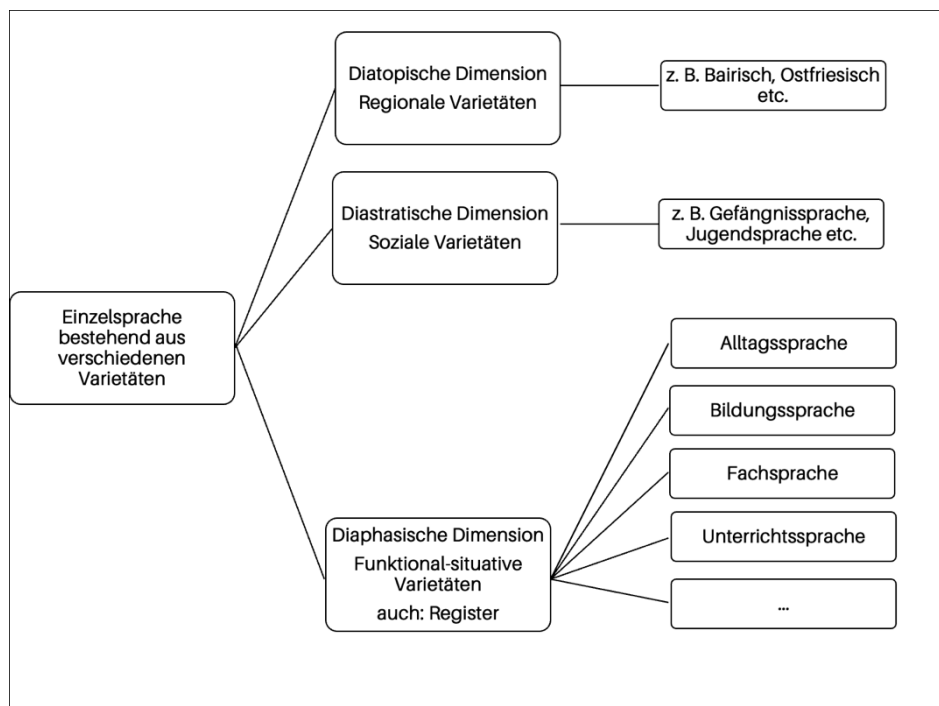 Diatopische Dimension
Regionale Varietäten
z. B. Bairisch, Ostfriesisch
etc.
Diastratische Dimension
Soziale Varietäten
z. B. Gefängnissprache,
Jugendsprache etc.
Einzelsprache
bestehend aus
verschiedenen
Varietäten
Diaphasische Dimension
Funktional-situative
Varietäten
auch: Register
Alltagssprache
Bildungssprache
Fachsprache
Unterrichtssprache
...